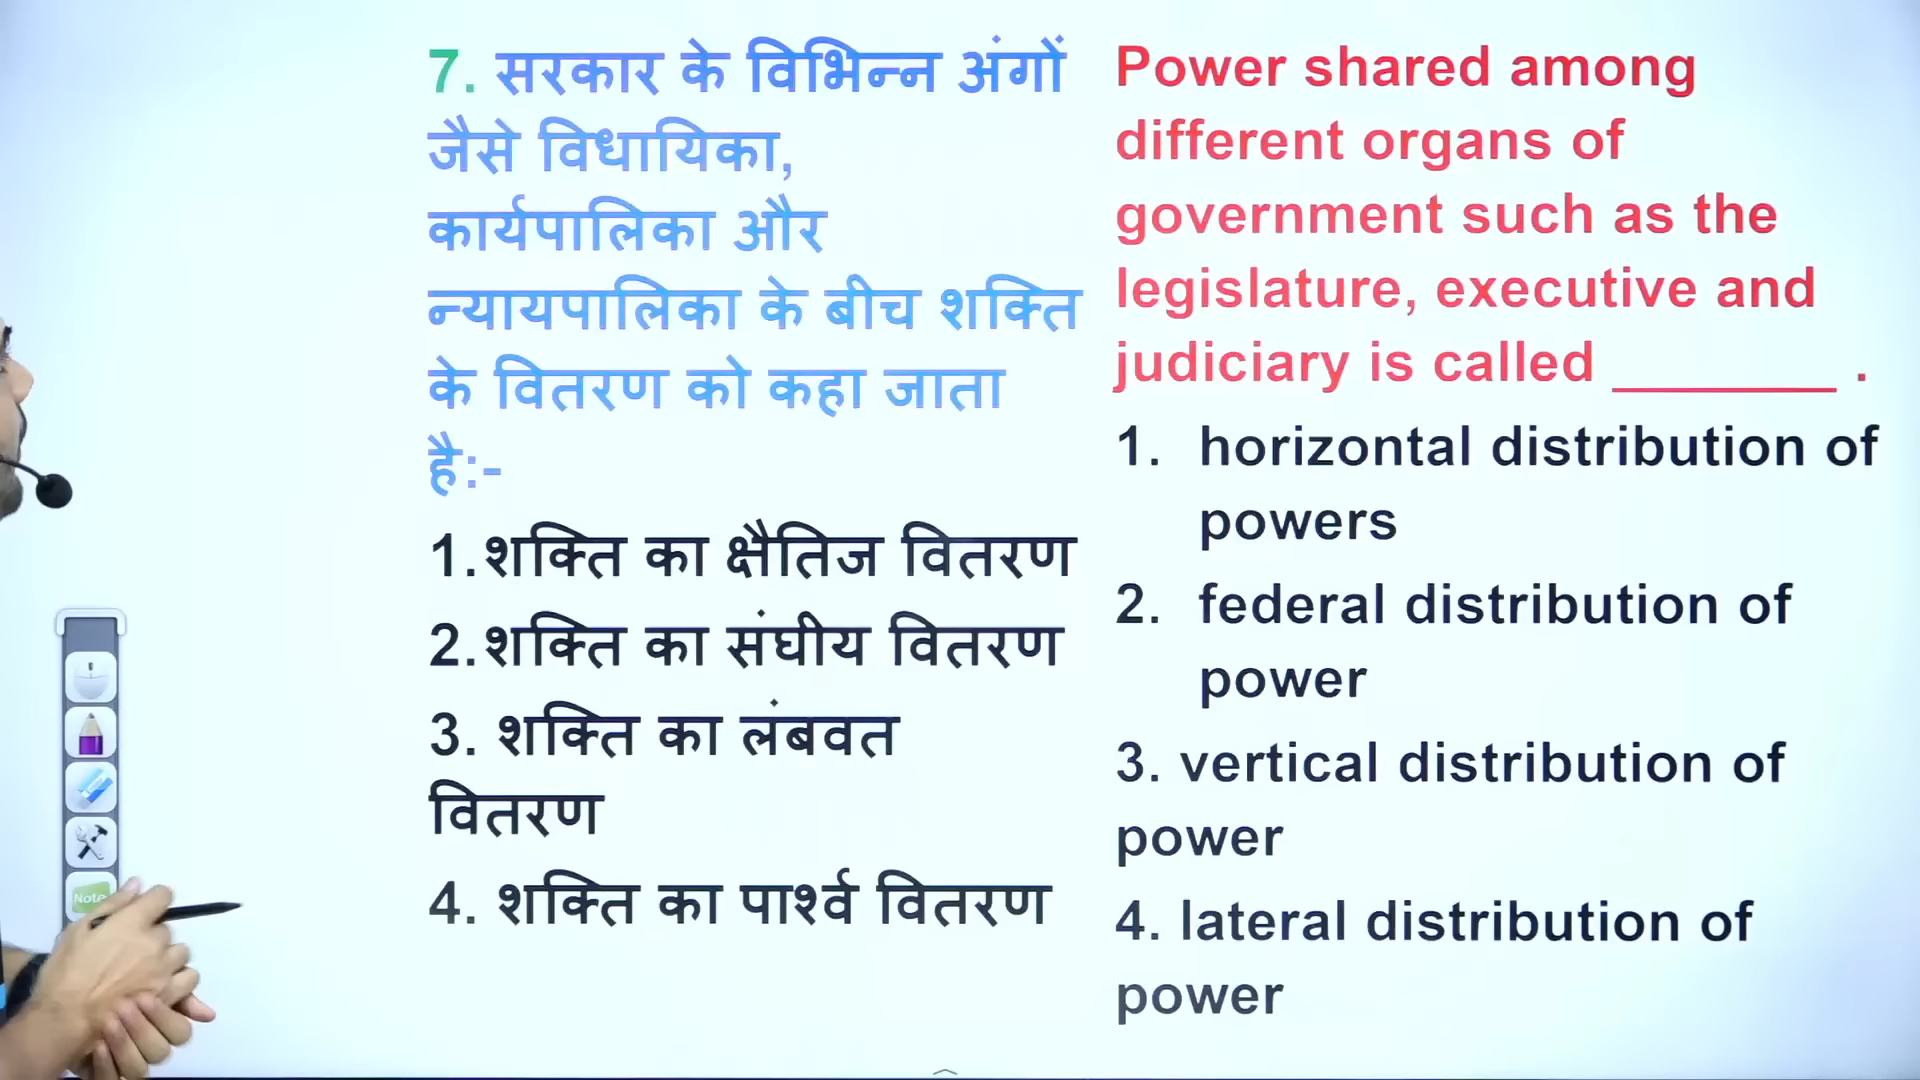 7. सरकार के विभिन्न अंगों
जैसे विधायिका,
कार्यपालिका और
न्यायपालिका के बीच शक्ति
के वितरण को कहा जाता
है:-
1.शक्ति का क्षैतिज वितरण
2.शक्ति का संघीय वितरण
3. शक्ति का लंबवत
वितरण
4. शक्ति का पार्श्व वितरण
Power shared among
different organs of
government such as the
legislature, executive and
judiciary is called _______ .
1. horizontal distribution of
powers
2. federal distribution of
power
3. vertical distribution of
power
4. lateral distribution of
power
Note